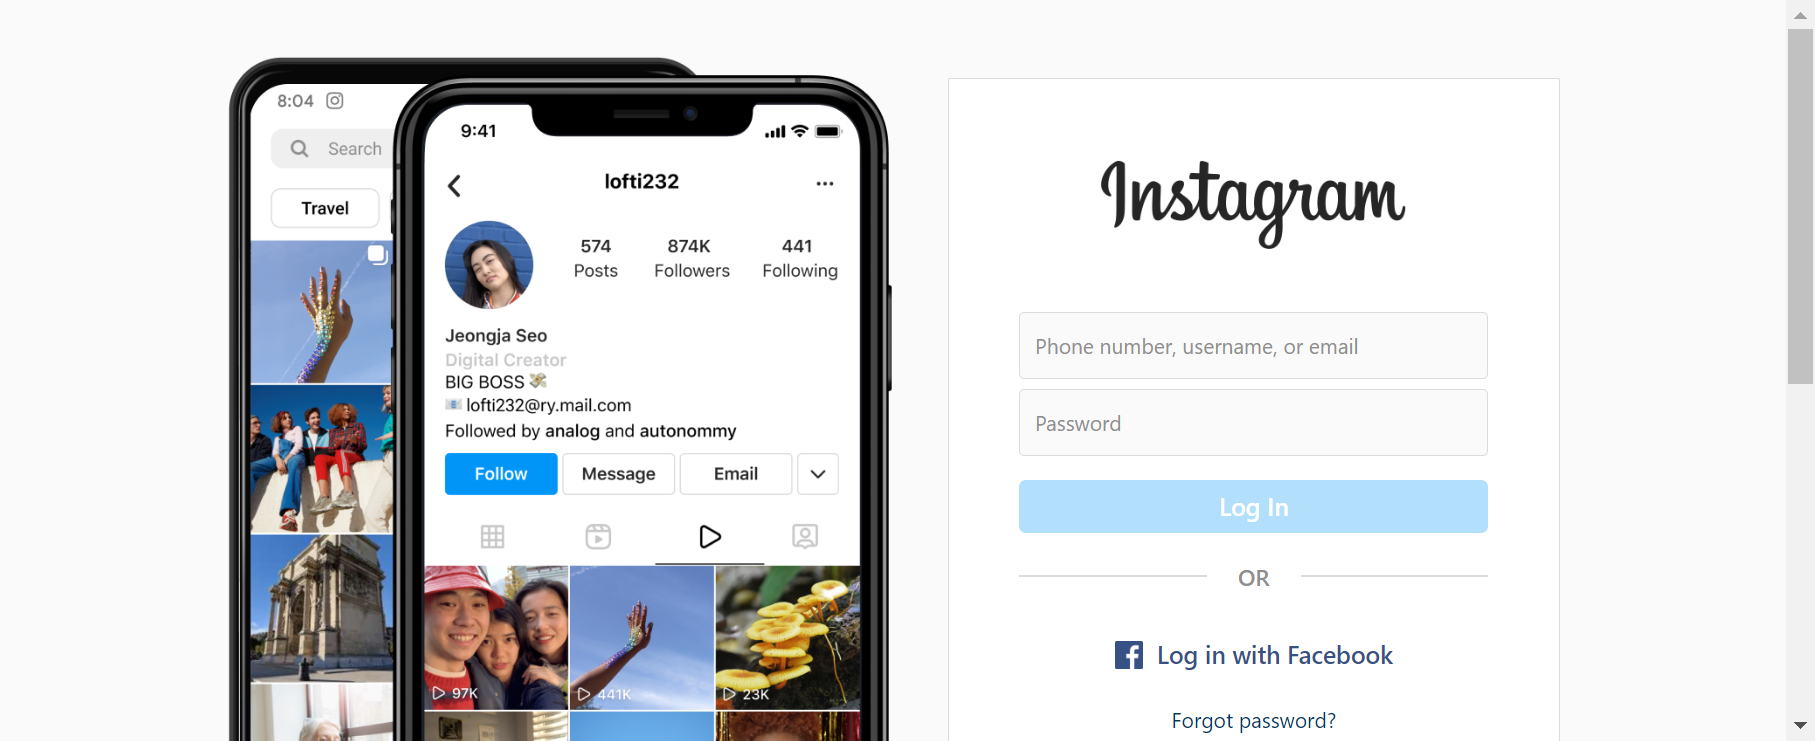 8:04
Search
Travel
9:41
lofti232
574 874K 441
Posts Followers Following
Jeongja Seo
Digital Creator
BIG BOSS 💸
📧 lofti232@ry.mail.com
Followed by analog and autonommy
Follow Message Email
97K 441K 23K
Instagram
Phone number, username, or email
Password
Log In
OR
Log in with Facebook
Forgot password?